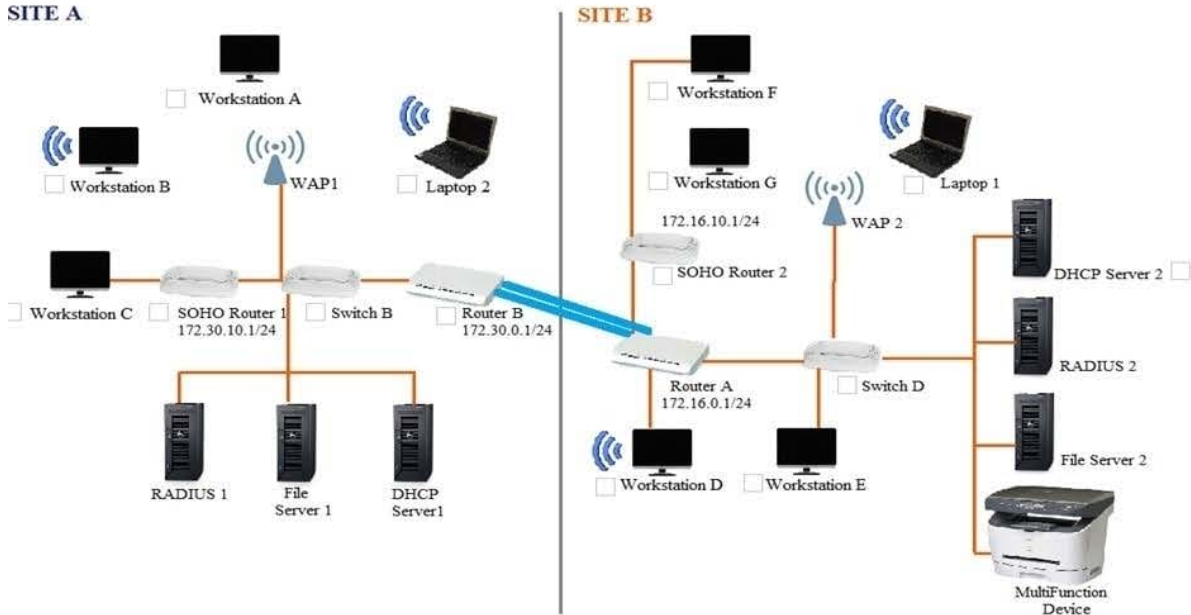 SITE A
SITE B
Workstation A
Workstation F
Workstation B
WAP1
Laptop 2
Workstation G
Laptop 1
172.16.10.1/24
WAP 2
SOHO Router 2
DHCP Server 2
Workstation C
SOHO Router 1
172.30.10.1/24
Switch B
Router B
172.30.0.1/24
Router A
172.16.0.1/24
Switch D
RADIUS 2
File Server 2
Workstation D
Workstation E
RADIUS 1
File
Server 1
DHCP
Server1
MultiFunction
Device